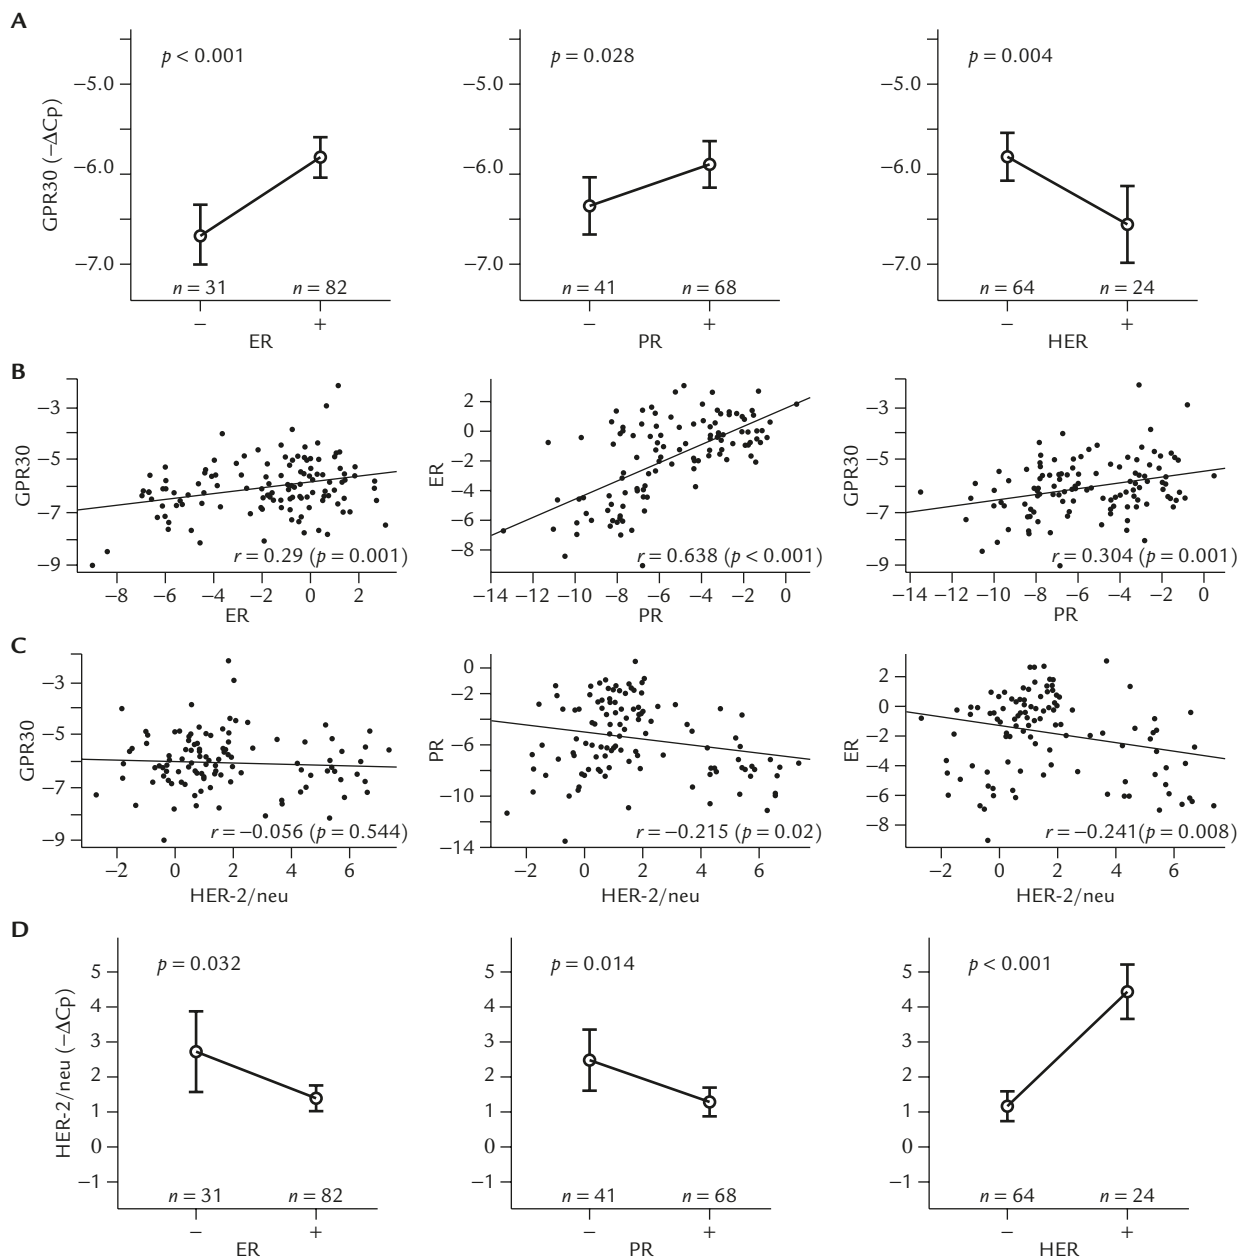 A
p < 0.001
p = 0.028
p = 0.004
GPR30 (−ΔCp)
−5.0
−6.0
−7.0
−5.0
−6.0
−7.0
−5.0
−6.0
−7.0
n = 31 n = 82
n = 41 n = 68
n = 64 n = 24
− +
− +
− +
ER
PR
HER
B
GPR30
−3
−5
−7
−9
r = 0.29 (p = 0.001)
−8 −6 −4 −2 0 2
ER
ER
2
0
−2
−4
−6
−8
r = 0.638 (p < 0.001)
−14 −12 −10 −8 −6 −4 −2 0
PR
GPR30
−3
−5
−7
−9
r = 0.304 (p = 0.001)
−14 −12 −10 −8 −6 −4 −2 0
PR
C
GPR30
−3
−5
−7
−9
r = −0.056 (p = 0.544)
−2 0 2 4 6
HER-2/neu
PR
0
−2
−6
−10
−14
r = −0.215 (p = 0.02)
−2 0 2 4 6
HER-2/neu
ER
2
0
−2
−4
−6
−8
r = −0.241(p = 0.008)
−2 0 2 4 6
HER-2/neu
D
HER-2/neu (−ΔCp)
p = 0.032
p = 0.014
p < 0.001
5
4
3
2
1
0
−1
5
4
3
2
1
0
−1
5
4
3
2
1
0
−1
n = 31 n = 82
n = 41 n = 68
n = 64 n = 24
− +
− +
− +
ER
PR
HER